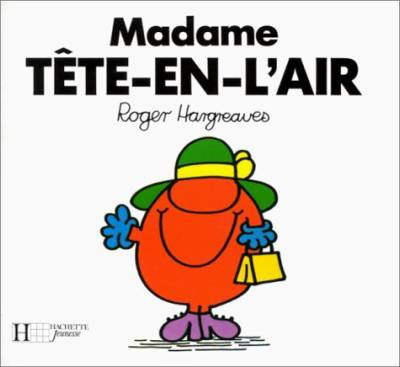 Madame
TÊTE-EN-L'AIR
Roger Hargreaves
H HACHETTE
Jeunesse